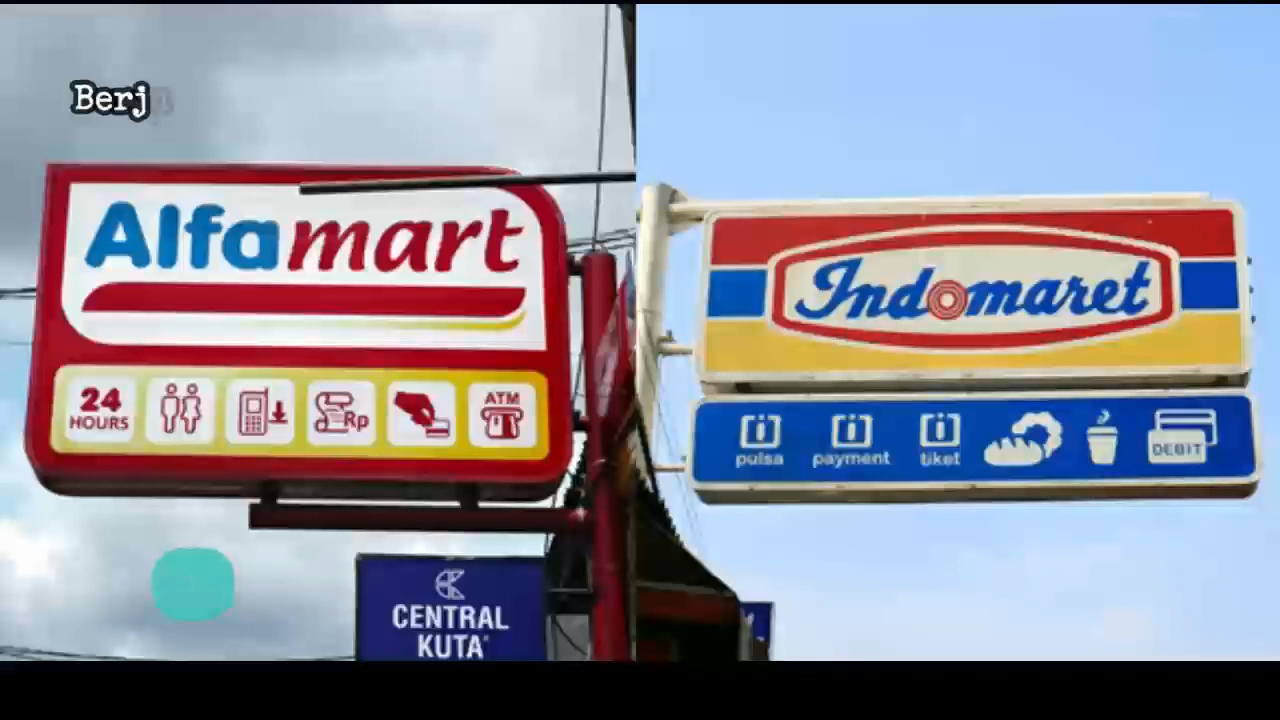 Berj
Alfamart
24
HOURS
Rp
ATM
CENTRAL
KUTA
Indomaret
pulsa
payment
tiket
DEBIT